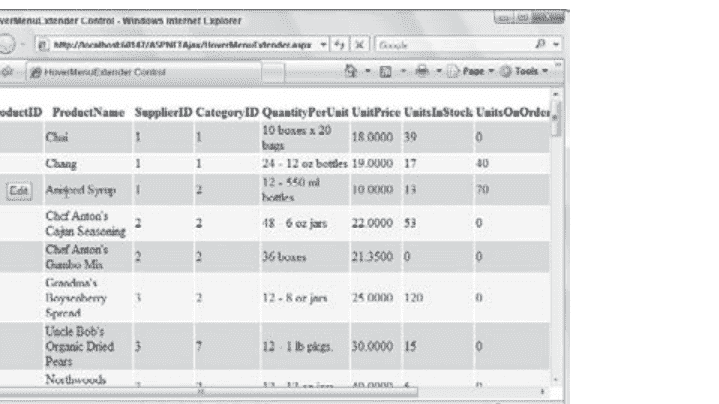 overMenuExtender Control - Windows Internet Explorer
http://localhost:60147/ASPNETAjax/HoverMenuExtender.aspx Google
HoverMenuExtender Control Page Tools
oductID ProductName SupplierID CategoryID QuantityPerUnit UnitPrice UnitsInStock UnitsOnOrder
Chai 1 1 10 boxes x 20 18.0000 39 0
bags
Chang 1 1 24 - 12 oz bottles 19.0000 17 40
Edit Aniseed Syrup 1 2 12 - 550 ml 10.0000 13 70
bottles
Chef Anton's 2 2 48 - 6 oz jars 22.0000 53 0
Cajun Seasoning
Chef Anton's 2 2 36 boxes 21.3500 0 0
Gumbo Mix
Grandma's
Boysenberry 3 2 12 - 8 oz jars 25.0000 120 0
Spread
Uncle Bob's
Organic Dried 3 7 12 - 1 lb pkgs. 30.0000 15 0
Pears
Northwoods